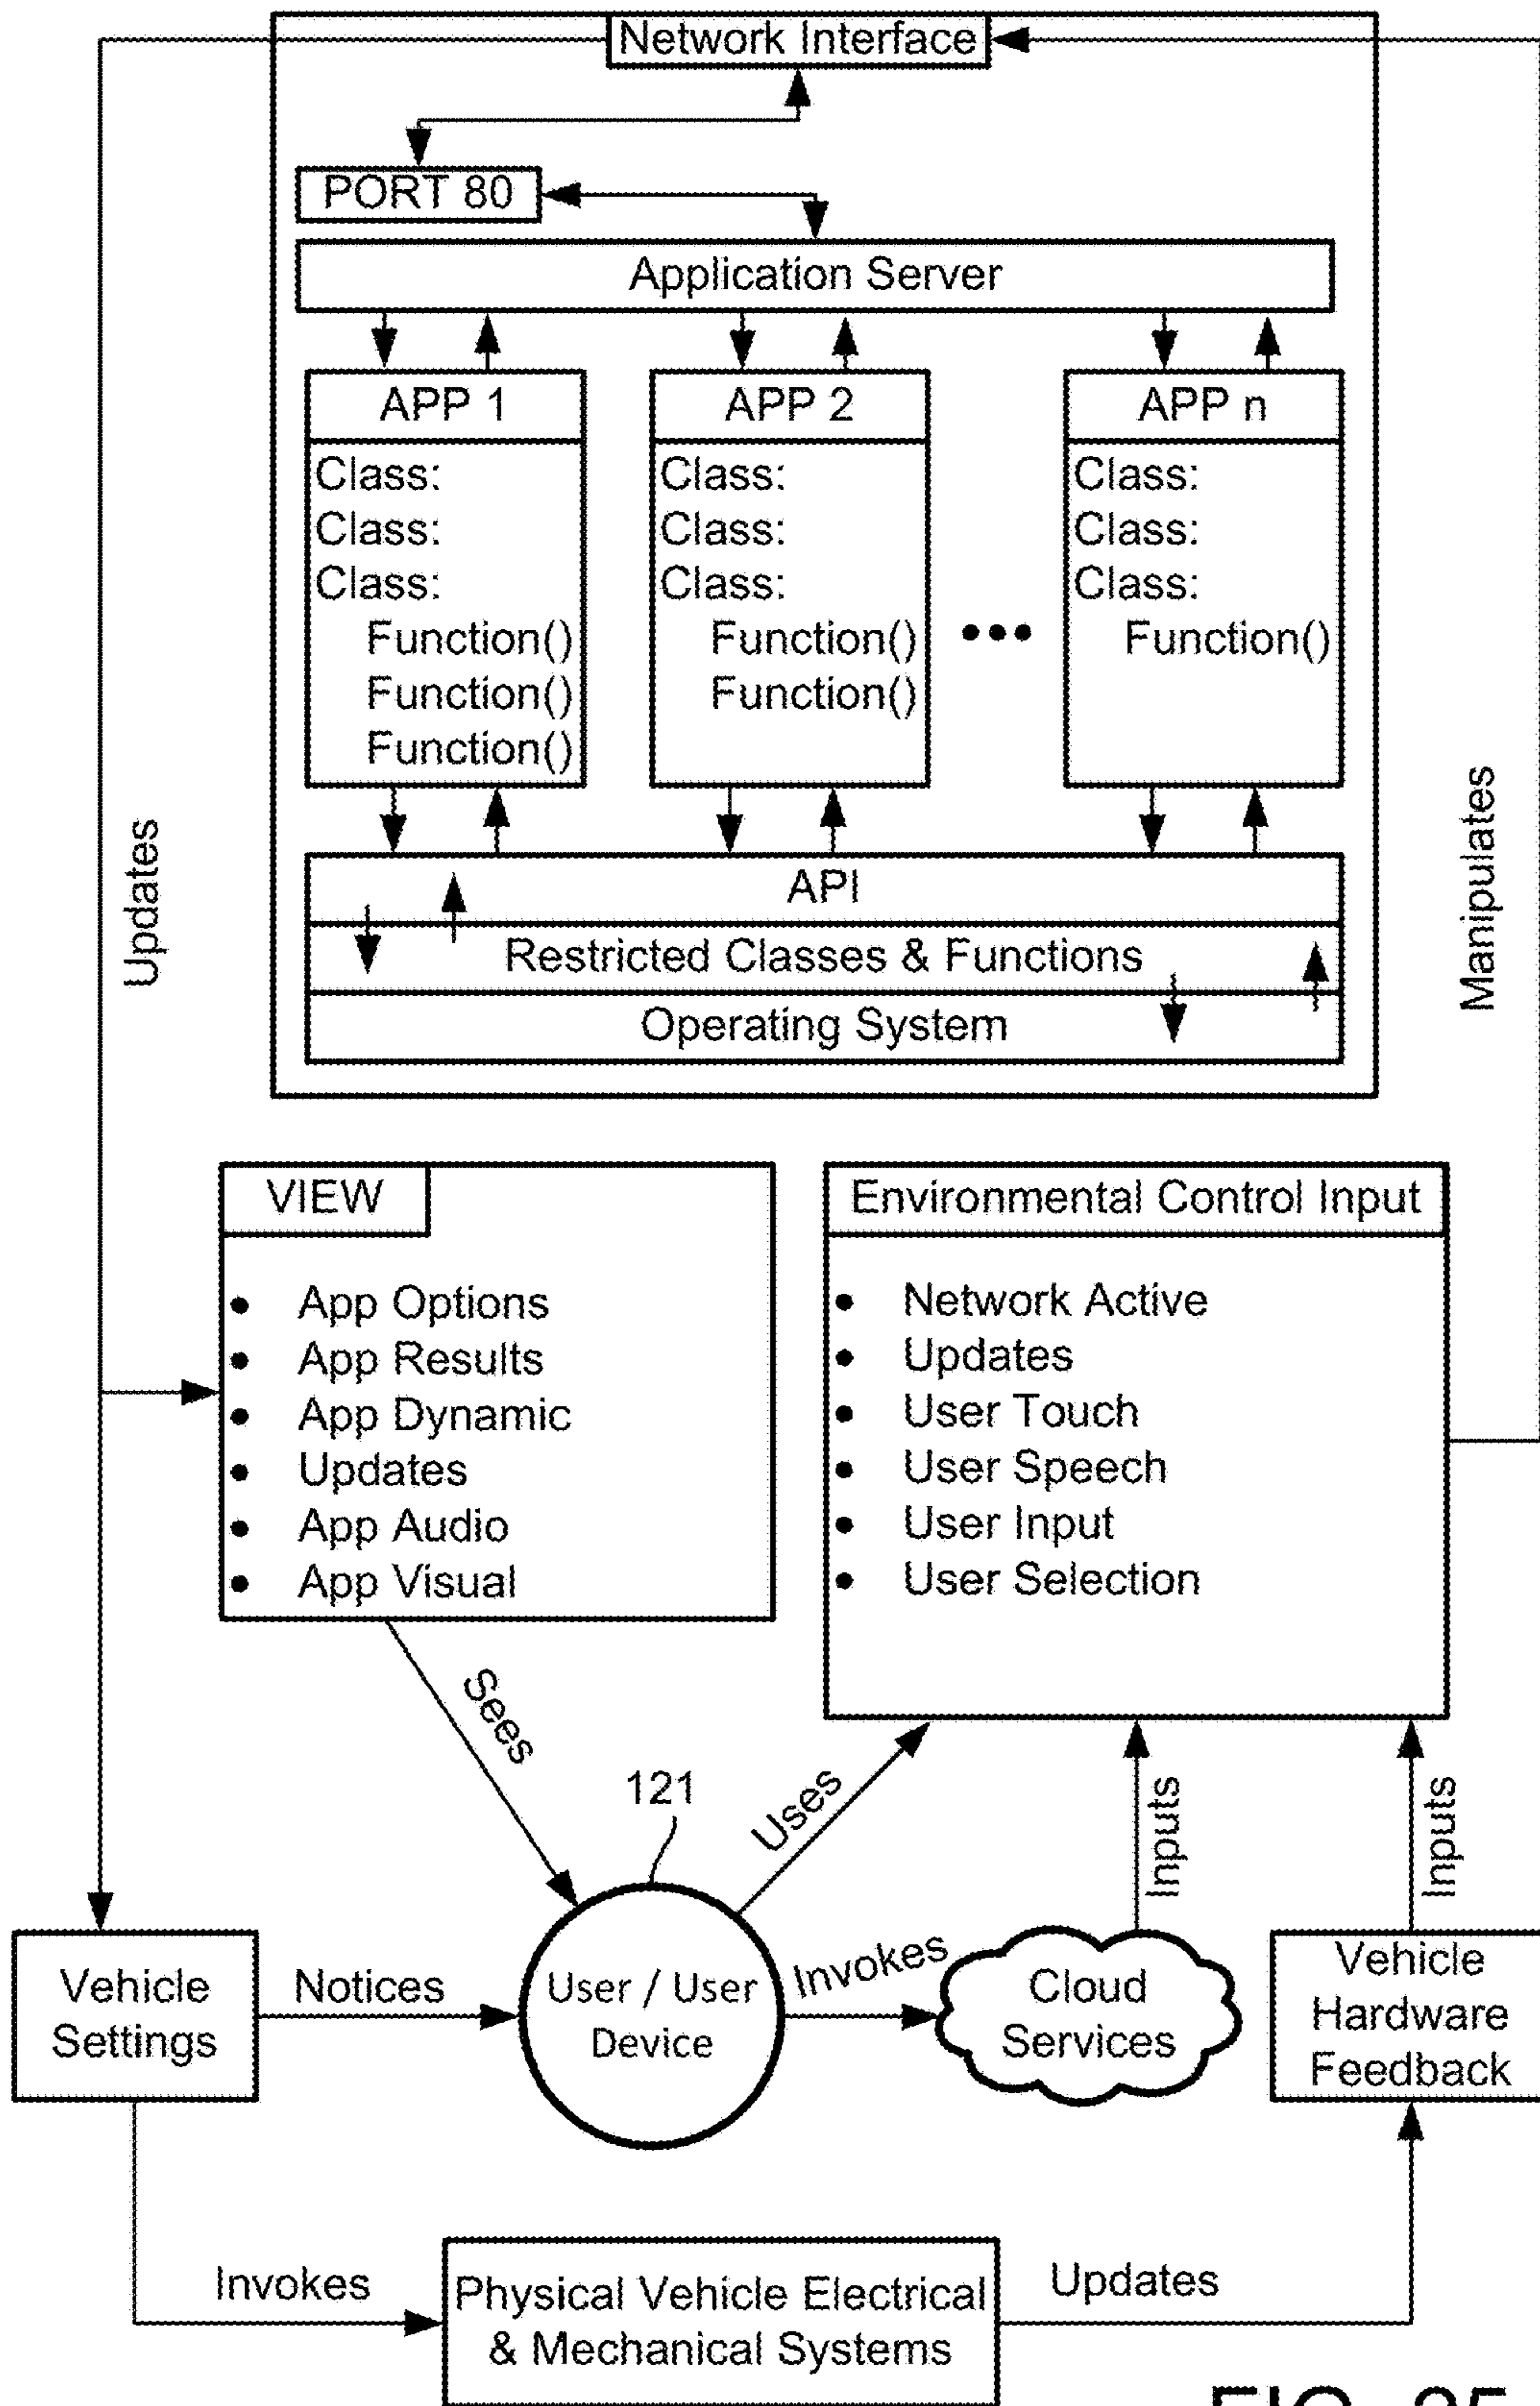 Network Interface
PORT 80
Application Server
APP 1
Class:
Class:
Class:
Function()
Function()
Function()
APP 2
Class:
Class:
Class:
Function()
Function()
•••
APP n
Class:
Class:
Class:
Function()
API
Restricted Classes & Functions
Operating System
Updates
Manipulates
VIEW
• App Options
• App Results
• App Dynamic
• Updates
• App Audio
• App Visual
Environmental Control Input
• Network Active
• Updates
• User Touch
• User Speech
• User Input
• User Selection
Sees
121
Uses
Inputs
Inputs
Vehicle
Settings
Notices
User / User
Device
Invokes
Cloud
Services
Vehicle
Hardware
Feedback
Invokes
Physical Vehicle Electrical
& Mechanical Systems
Updates